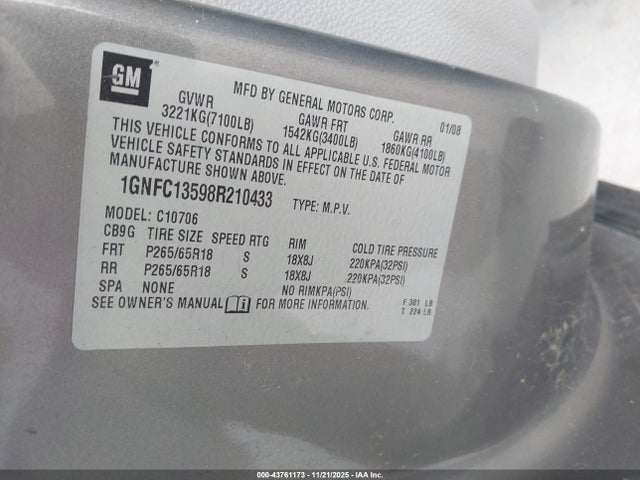 GM
MFD BY GENERAL MOTORS CORP. 01/08
GVWR GAWR FRT GAWR RR
3221KG(7100LB) 1542KG(3400LB) 1860KG(4100LB)
THIS VEHICLE CONFORMS TO ALL APPLICABLE U.S. FEDERAL MOTOR
VEHICLE SAFETY STANDARDS IN EFFECT ON THE DATE OF
MANUFACTURE SHOWN ABOVE.
1GNFC13598R210433 TYPE: M.P.V.
MODEL: C10706
CB9G TIRE SIZE SPEED RTG RIM COLD TIRE PRESSURE
FRT P265/65R18 S 18X8J 220KPA(32PSI)
RR P265/65R18 S 18X8J 220KPA(32PSI)
SPA NONE NO RIMKPA(PSI)
SEE OWNER'S MANUAL i FOR MORE INFORMATION. F 301 LB
T 224 LB
000-43761173 - 11/21/2025 - IAA Inc.